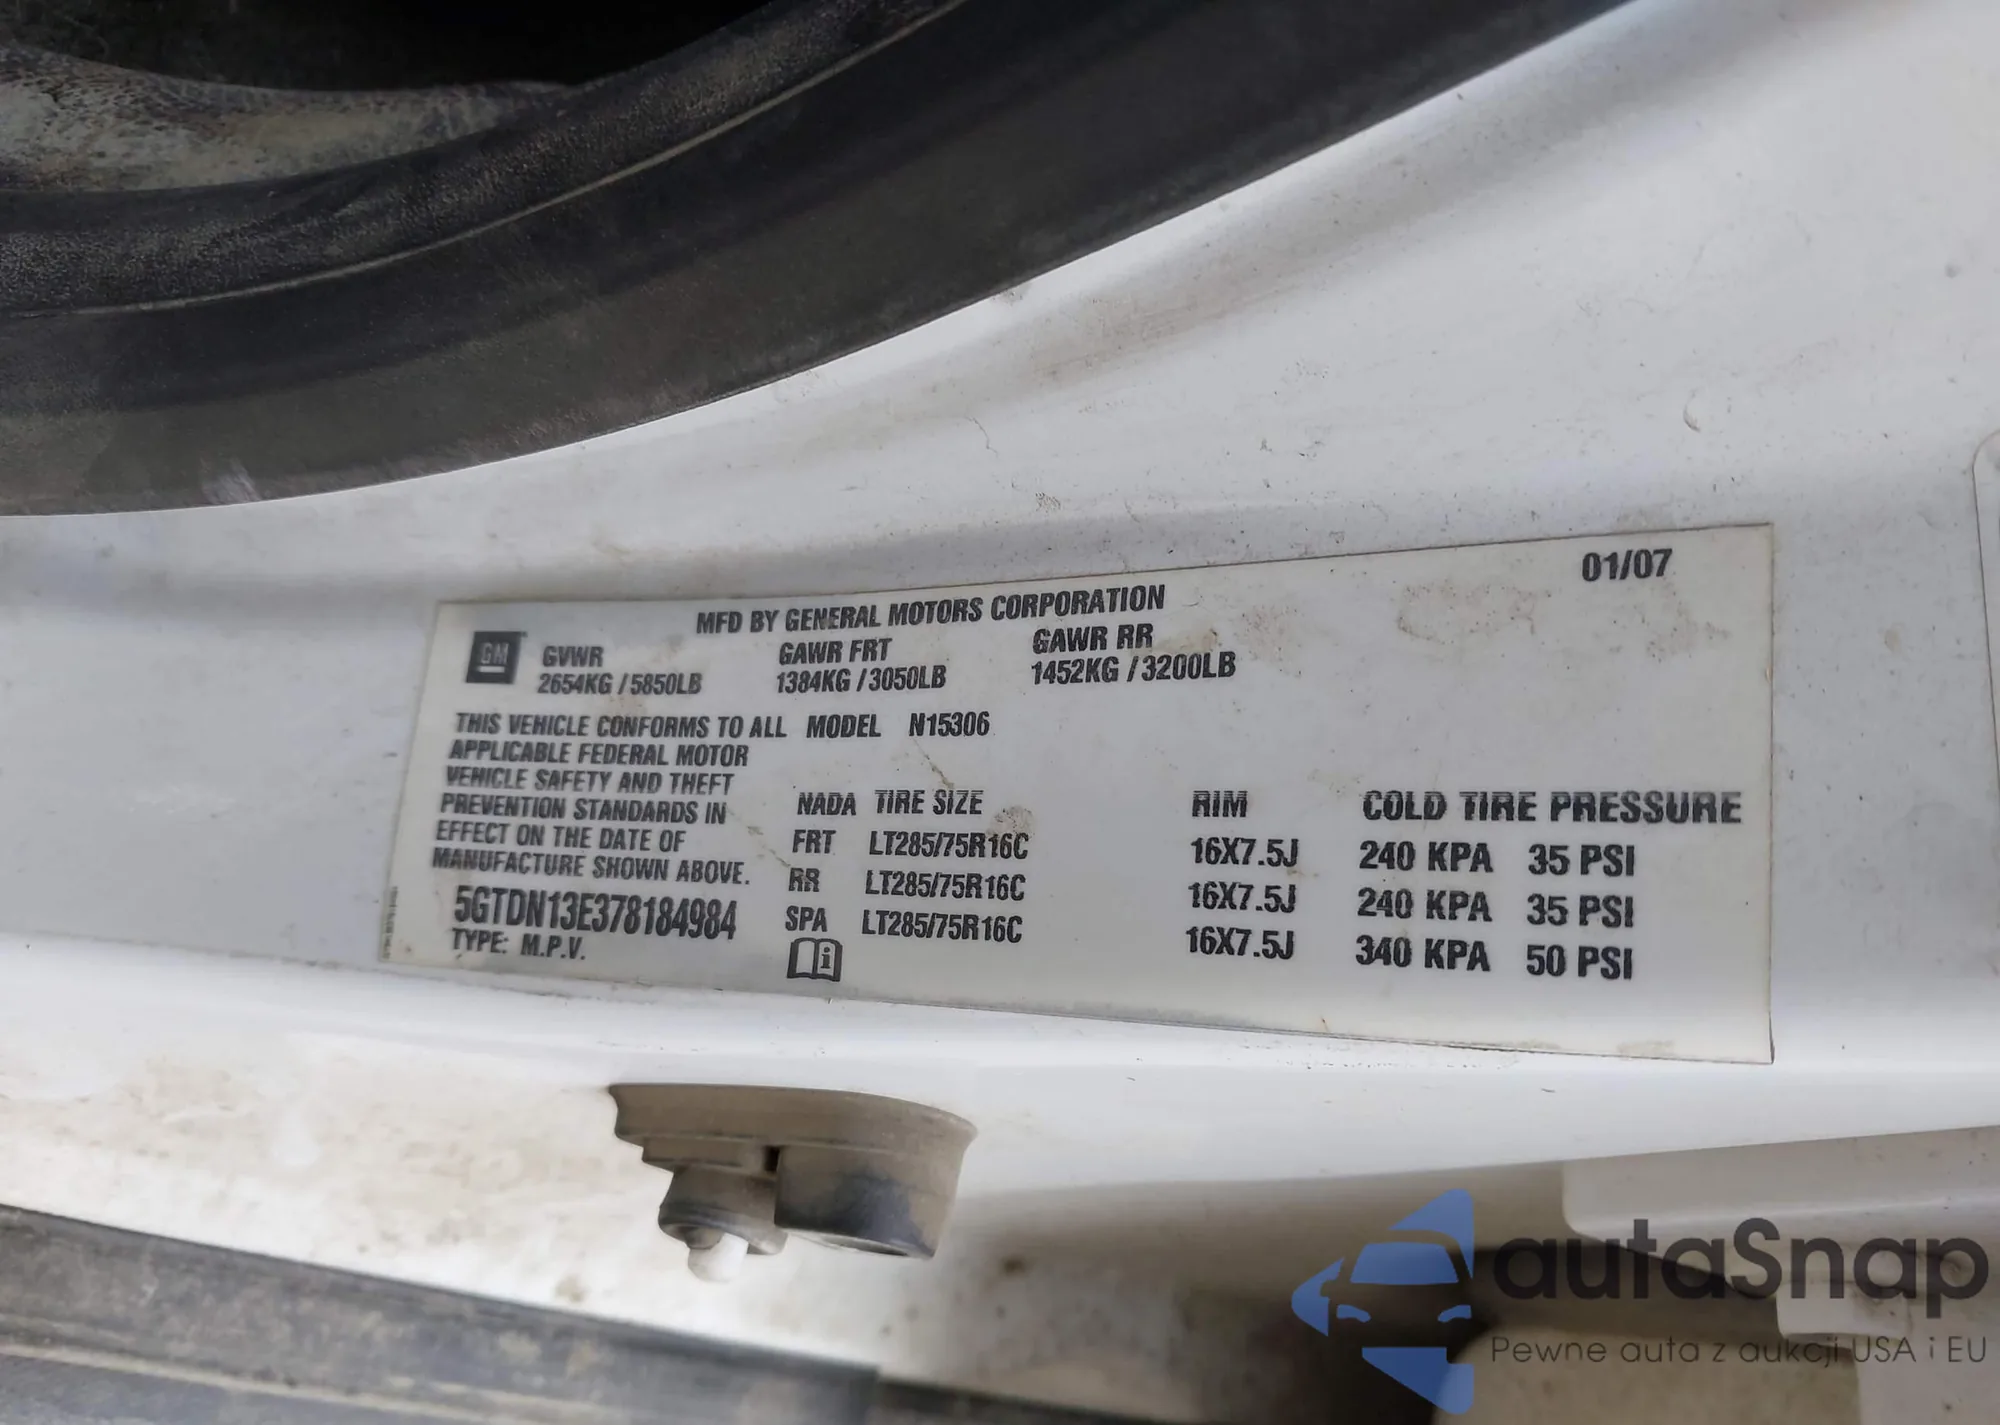 01/07
MFD BY GENERAL MOTORS CORPORATION
GM
GVWR GAWR FRT GAWR RR
2654KG / 5850LB 1384KG / 3050LB 1452KG / 3200LB
THIS VEHICLE CONFORMS TO ALL MODEL N15306
APPLICABLE FEDERAL MOTOR
VEHICLE SAFETY AND THEFT
PREVENTION STANDARDS IN
EFFECT ON THE DATE OF
MANUFACTURE SHOWN ABOVE.
5GTDN13E378184984
TYPE: M.P.V.
NADA TIRE SIZE RIM COLD TIRE PRESSURE
FRT LT285/75R16C 16X7.5J 240 KPA 35 PSI
RR LT285/75R16C 16X7.5J 240 KPA 35 PSI
SPA LT285/75R16C 16X7.5J 340 KPA 50 PSI
autaSnap
Pewne auta z aukcji USA i EU